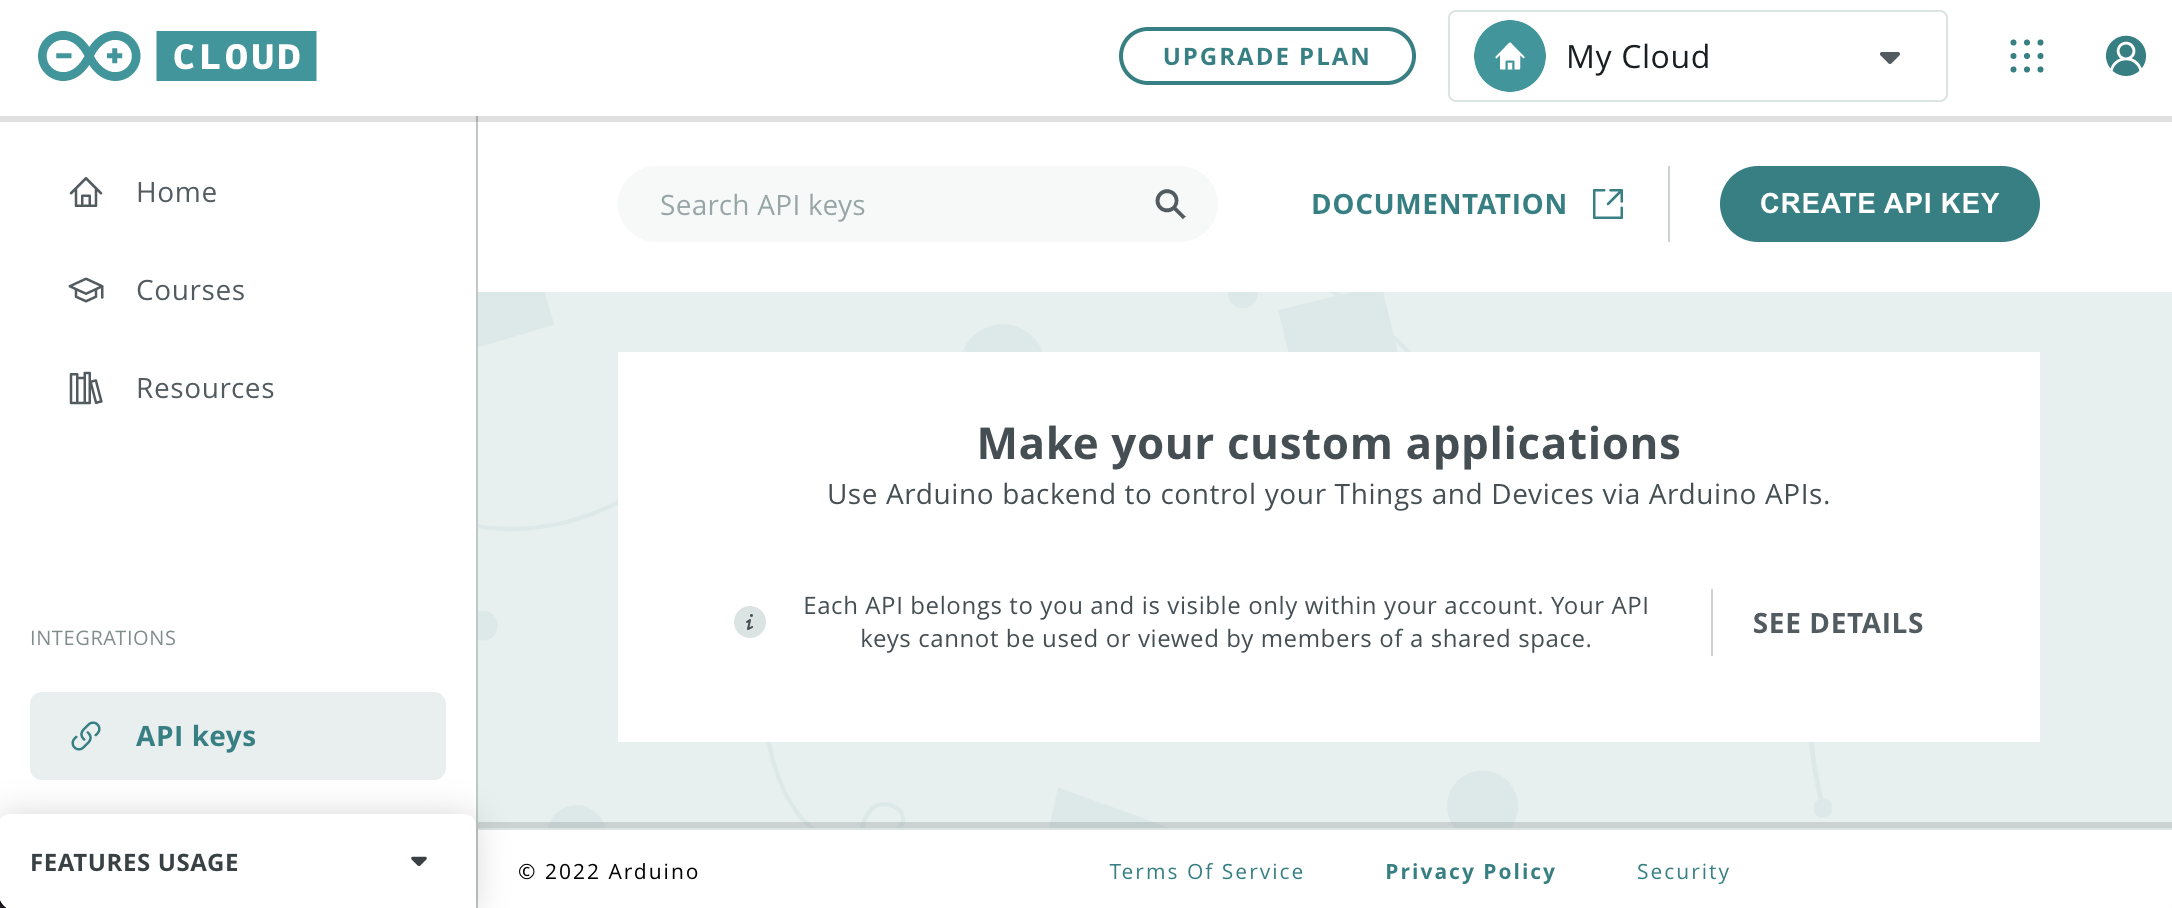 CLOUD
UPGRADE PLAN
My Cloud
Home
Courses
Resources
INTEGRATIONS
API keys
FEATURES USAGE
Search API keys
DOCUMENTATION
CREATE API KEY
Make your custom applications
Use Arduino backend to control your Things and Devices via Arduino APIs.
Each API belongs to you and is visible only within your account. Your API
keys cannot be used or viewed by members of a shared space.
SEE DETAILS
© 2022 Arduino
Terms Of Service
Privacy Policy
Security